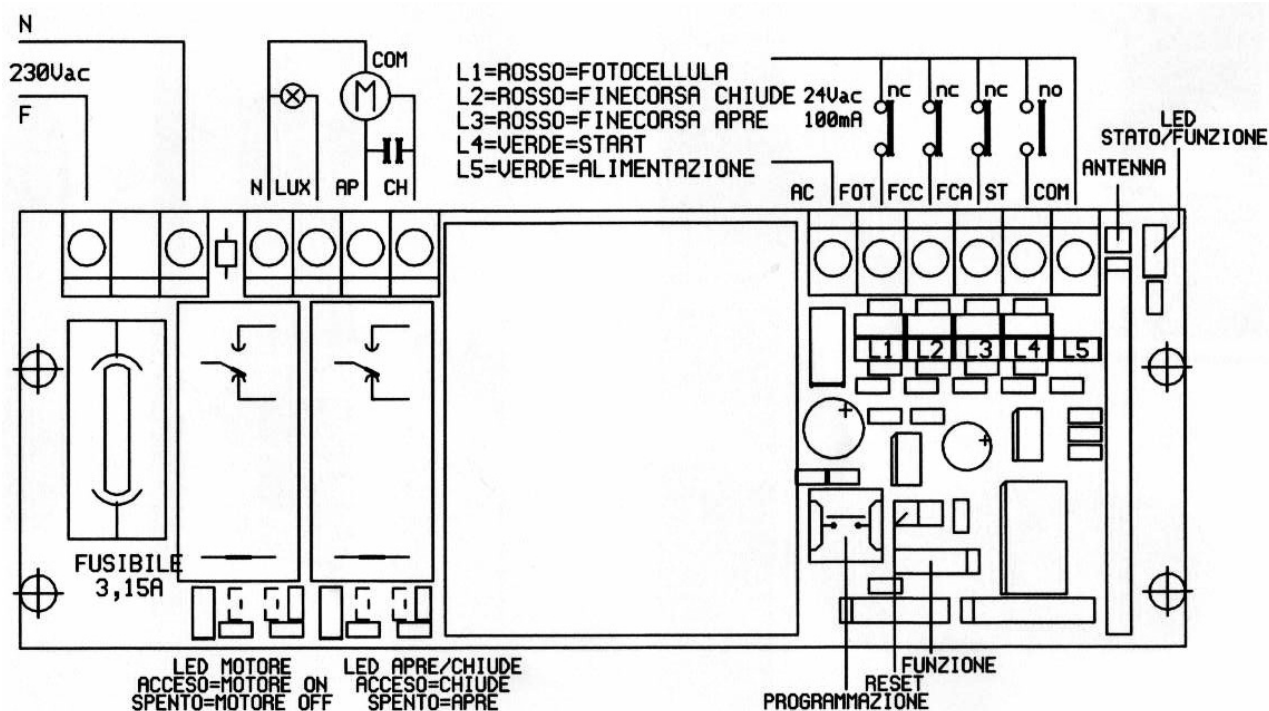 N
230Vac
F
COM
M
N LUX AP CH
L1=ROSSO=FOTOCELLULA
L2=ROSSO=FINECORSA CHIUDE
L3=ROSSO=FINECORSA APRE
L4=VERDE=START
L5=VERDE=ALIMENTAZIONE
24Vac
100mA
nc nc nc no
AC FOT FCC FCA ST COM
LED
STATO/FUNZIONE
ANTENNA
L1 L2 L3 L4 L5
+
+
FUSIBILE
3,15A
LED MOTORE
ACCESO=MOTORE ON
SPENTO=MOTORE OFF
LED APRE/CHIUDE
ACCESO=CHIUDE
SPENTO=APRE
FUNZIONE
RESET
PROGRAMMAZIONE